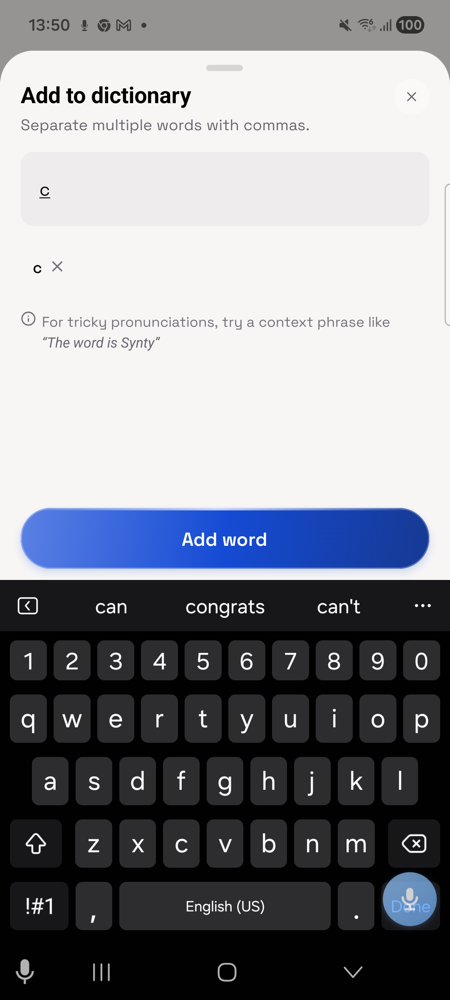 13:50
100
Add to dictionary
Separate multiple words with commas.
c
c
For tricky pronunciations, try a context phrase like
"The word is Synty"
Add word
can congrats can't
1 2 3 4 5 6 7 8 9 0
q w e r t y u i o p
a s d f g h j k l
z x c v b n m
!#1 , English (US) . Done